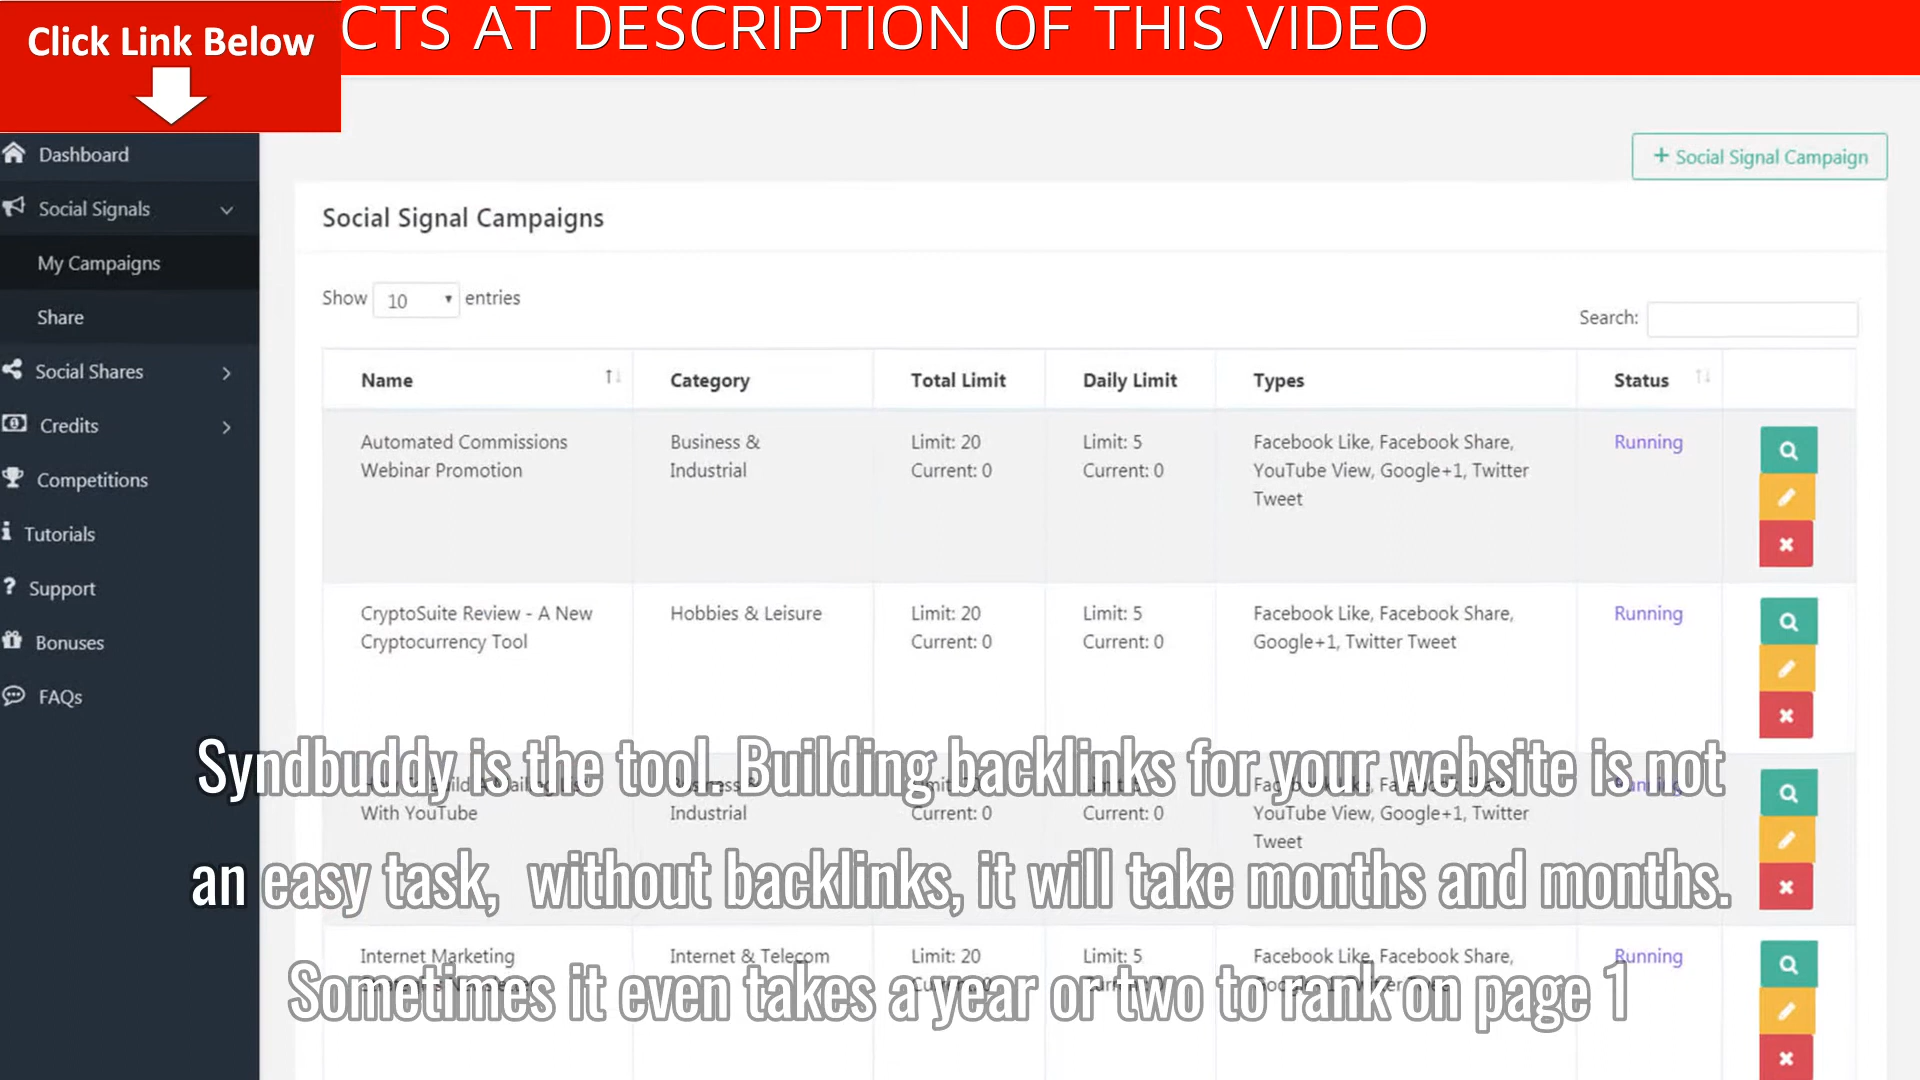 CTS AT DESCRIPTION OF THIS VIDEO
Click Link Below
Dashboard
Social Signals
My Campaigns
Share
Social Shares
Credits
Competitions
Tutorials
Support
Bonuses
FAQs
+ Social Signal Campaign
Social Signal Campaigns
Show 10 entries
Search:
Name Category Total Limit Daily Limit Types Status
Automated Commissions Business & Limit: 20 Limit: 5 Facebook Like, Facebook Share, Running
Webinar Promotion Industrial Current: 0 Current: 0 YouTube View, Google+1, Twitter
Tweet
CryptoSuite Review - A New Hobbies & Leisure Limit: 20 Limit: 5 Facebook Like, Facebook Share, Running
Cryptocurrency Tool Current: 0 Current: 0 Google+1, Twitter Tweet
Syndbuddy is the tool. Building backlinks for your website is not
With YouTube Industrial Current: 0 Current: 0 YouTube View, Google+1, Twitter
Tweet
an easy task, without backlinks, it will take months and months.
Internet Marketing Internet & Telecom Limit: 20 Limit: 5 Facebook Like, Facebook Share, Running
Sometimes it even takes a year or two to rank on page 1